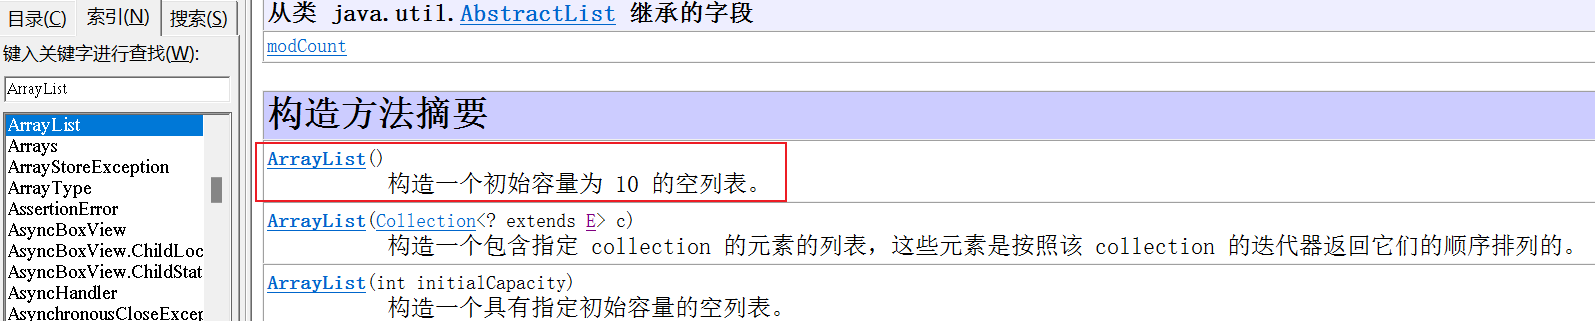 目录(C) 索引(N) 搜索(S)
键入关键字进行查找(W):
ArrayList
ArrayList
Arrays
ArrayStoreException
ArrayType
AssertionError
AsyncBoxView
AsyncBoxView.ChildLoc
AsyncBoxView.ChildStat
AsyncHandler
AsynchronousCloseExcep
从类 java.util.AbstractList 继承的字段
modCount
构造方法摘要
ArrayList()
构造一个初始容量为 10 的空列表。
ArrayList(Collection<? extends E> c)
构造一个包含指定 collection 的元素的列表，这些元素是按照该 collection 的迭代器返回它们的顺序排列的。
ArrayList(int initialCapacity)
构造一个具有指定初始容量的空列表。